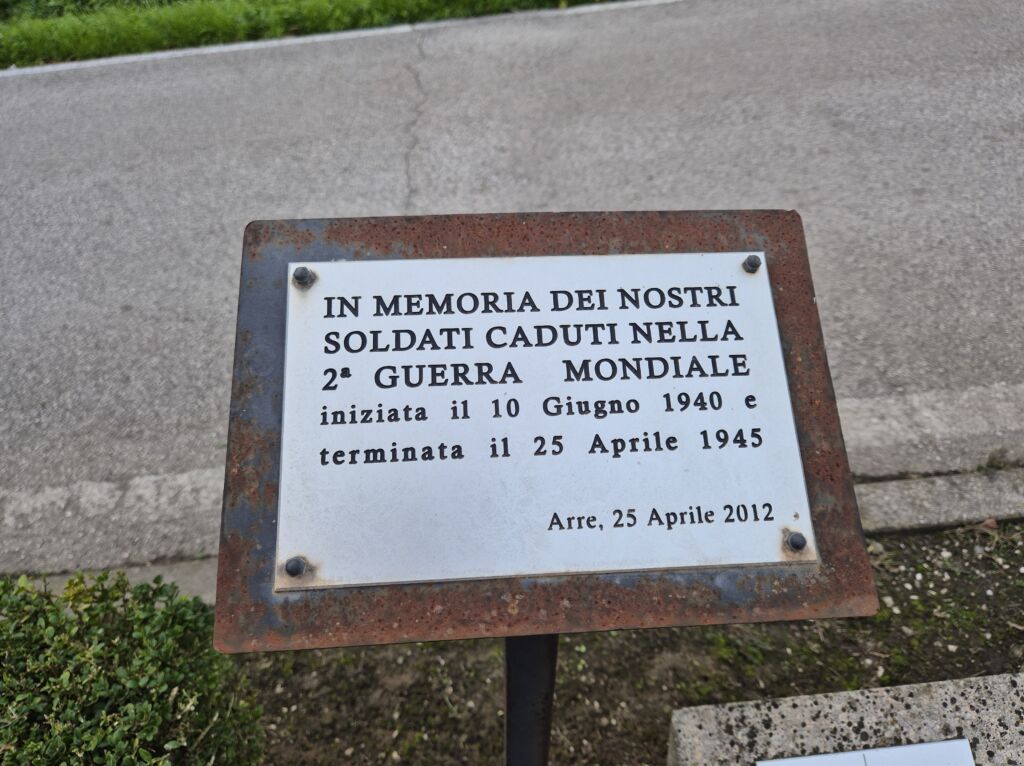 IN MEMORIA DEI NOSTRI
SOLDATI CADUTI NELLA
2ª GUERRA MONDIALE
iniziata il 10 Giugno 1940 e
terminata il 25 Aprile 1945
Arre, 25 Aprile 2012